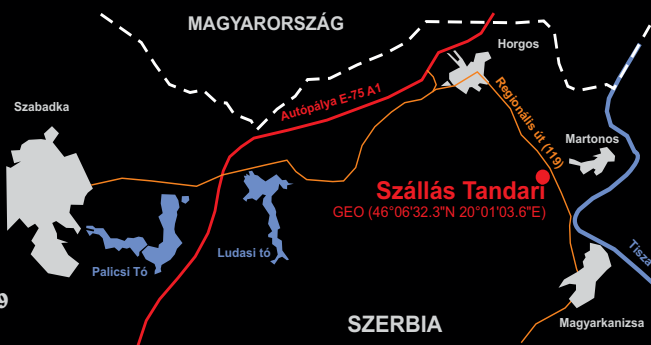 MAGYARORSZÁG
Horgos
Autópálya E-75 A1
Szabadka
Regionális út (119)
Martonos
Szállás Tandari
GEO (46°06'32.3"N 20°01'03.6"E)
Ludasi tó
Palicsi Tó
Tisza
9
SZERBIA
Magyarkanizsa